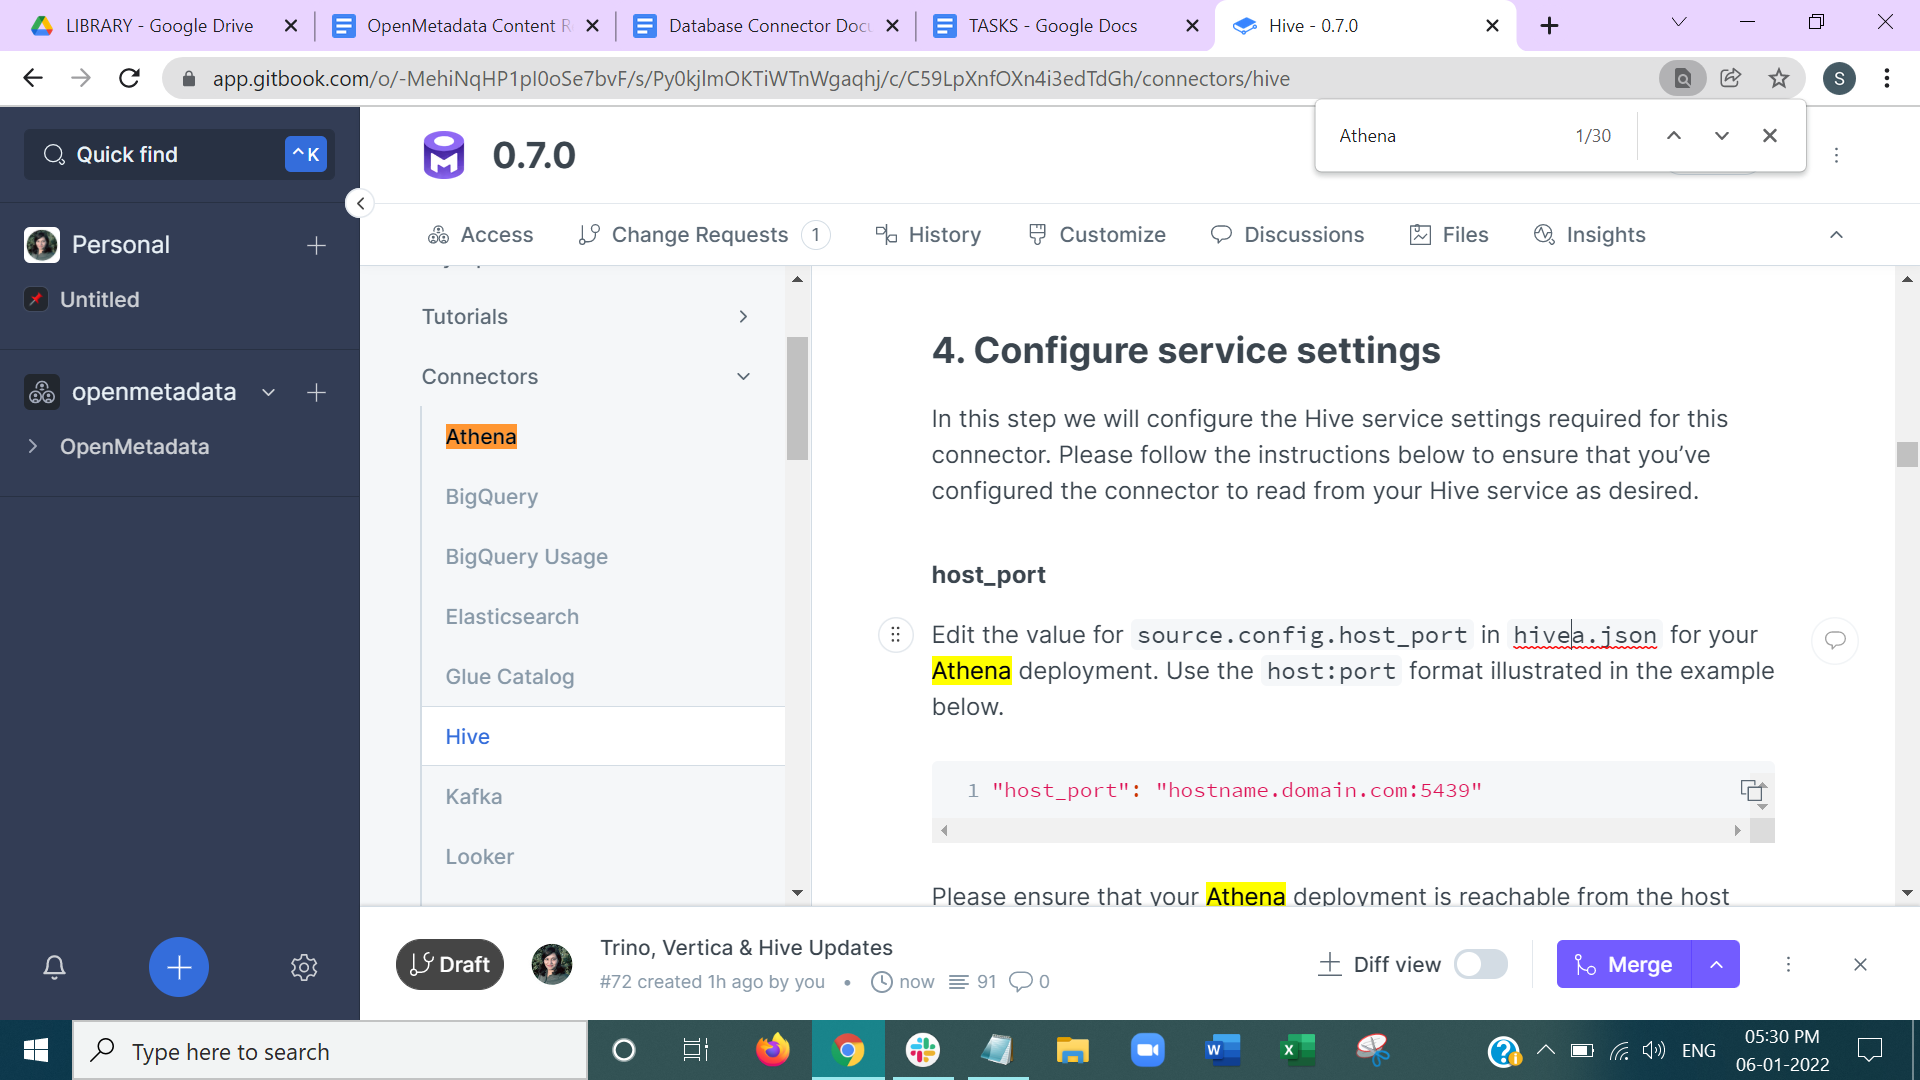 LIBRARY - Google Drive
OpenMetadata Content R
Database Connector Docu
TASKS - Google Docs
Hive - 0.7.0
app.gitbook.com/o/-MehiNqHP1pI0oSe7bvF/s/Py0kjlmOKTiWTnWgaqhj/c/C59LpXnfOXn4i3edTdGh/connectors/hive
S
Athena 1/30
Quick find ^ K
0.7.0
Personal
Untitled
openmetadata
OpenMetadata
Access
Change Requests 1
History
Customize
Discussions
Files
Insights
Tutorials
Connectors
Athena
BigQuery
BigQuery Usage
Elasticsearch
Glue Catalog
Hive
Kafka
Looker
4. Configure service settings
In this step we will configure the Hive service settings required for this
connector. Please follow the instructions below to ensure that you’ve
configured the connector to read from your Hive service as desired.
host_port
Edit the value for source.config.host_port in hivea.json for your
Athena deployment. Use the host:port format illustrated in the example
below.
1 "host_port": "hostname.domain.com:5439"
Please ensure that your Athena deployment is reachable from the host
Draft
Trino, Vertica & Hive Updates
#72 created 1h ago by you • now 91 0
Diff view
Merge
Type here to search
ENG
05:30 PM
06-01-2022